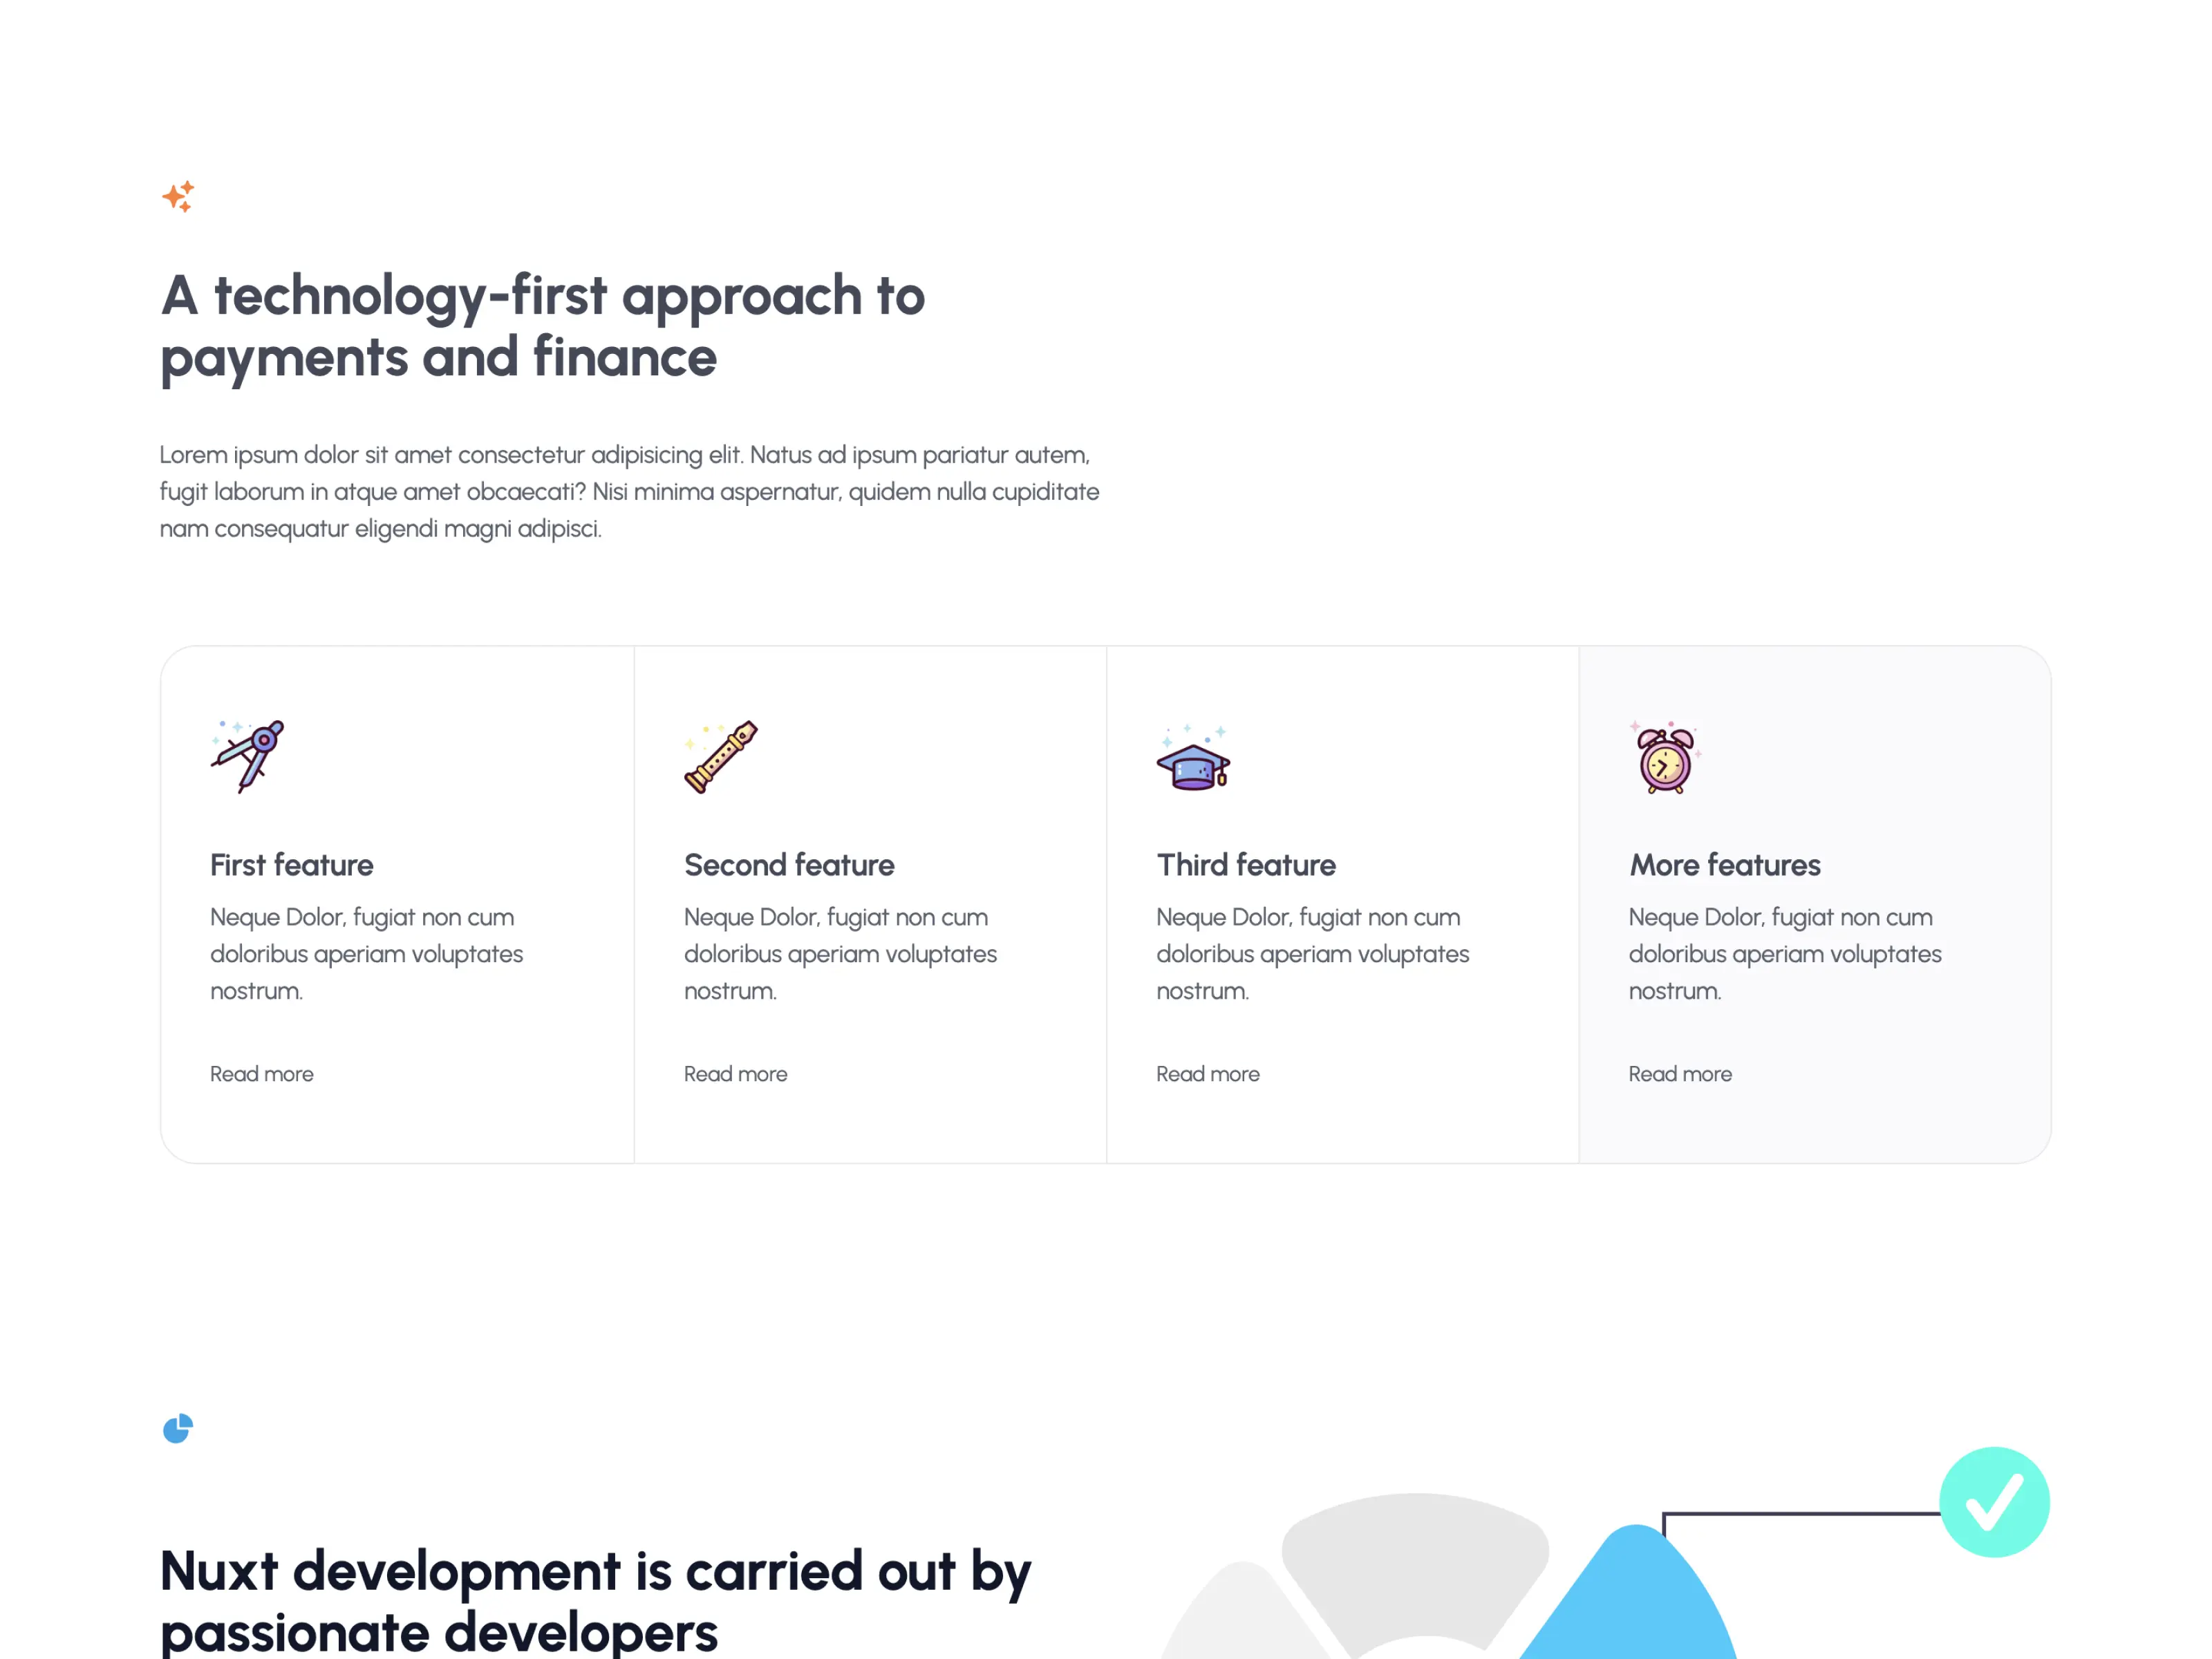 A technology-first approach to
payments and finance
Lorem ipsum dolor sit amet consectetur adipisicing elit. Natus ad ipsum pariatur autem,
fugit laborum in atque amet obcaecati? Nisi minima aspernatur, quidem nulla cupiditate
nam consequatur eligendi magni adipisci.
First feature
Neque Dolor, fugiat non cum
doloribus aperiam voluptates
nostrum.
Read more
Second feature
Neque Dolor, fugiat non cum
doloribus aperiam voluptates
nostrum.
Read more
Third feature
Neque Dolor, fugiat non cum
doloribus aperiam voluptates
nostrum.
Read more
More features
Neque Dolor, fugiat non cum
doloribus aperiam voluptates
nostrum.
Read more
Nuxt development is carried out by
passionate developers